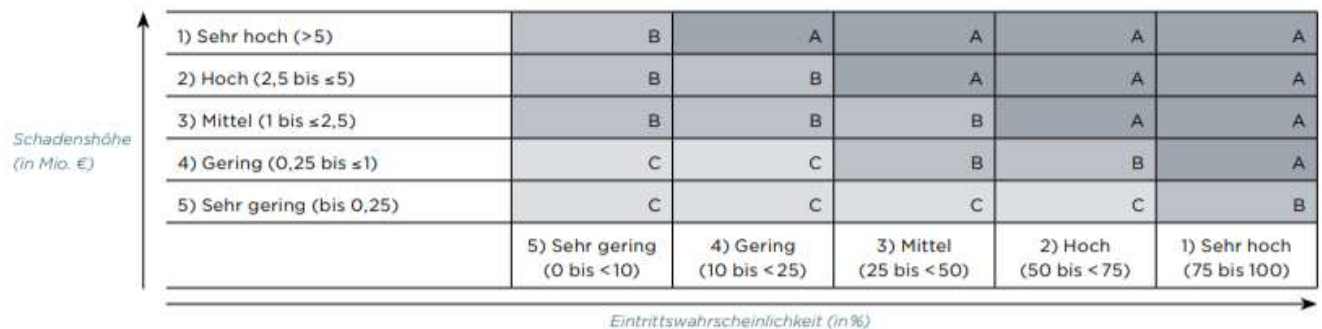 1) Sehr hoch (>5) B A A A A
2) Hoch (2,5 bis ≤5) B B A A A
Schadenshöhe
(in Mio. €)
3) Mittel (1 bis ≤2,5) B B B A A
4) Gering (0,25 bis ≤1) C C B B A
5) Sehr gering (bis 0,25) C C C C B
5) Sehr gering 4) Gering 3) Mittel 2) Hoch 1) Sehr hoch
(0 bis <10) (10 bis <25) (25 bis <50) (50 bis <75) (75 bis 100)
Eintrittswahrscheinlichkeit (in %)